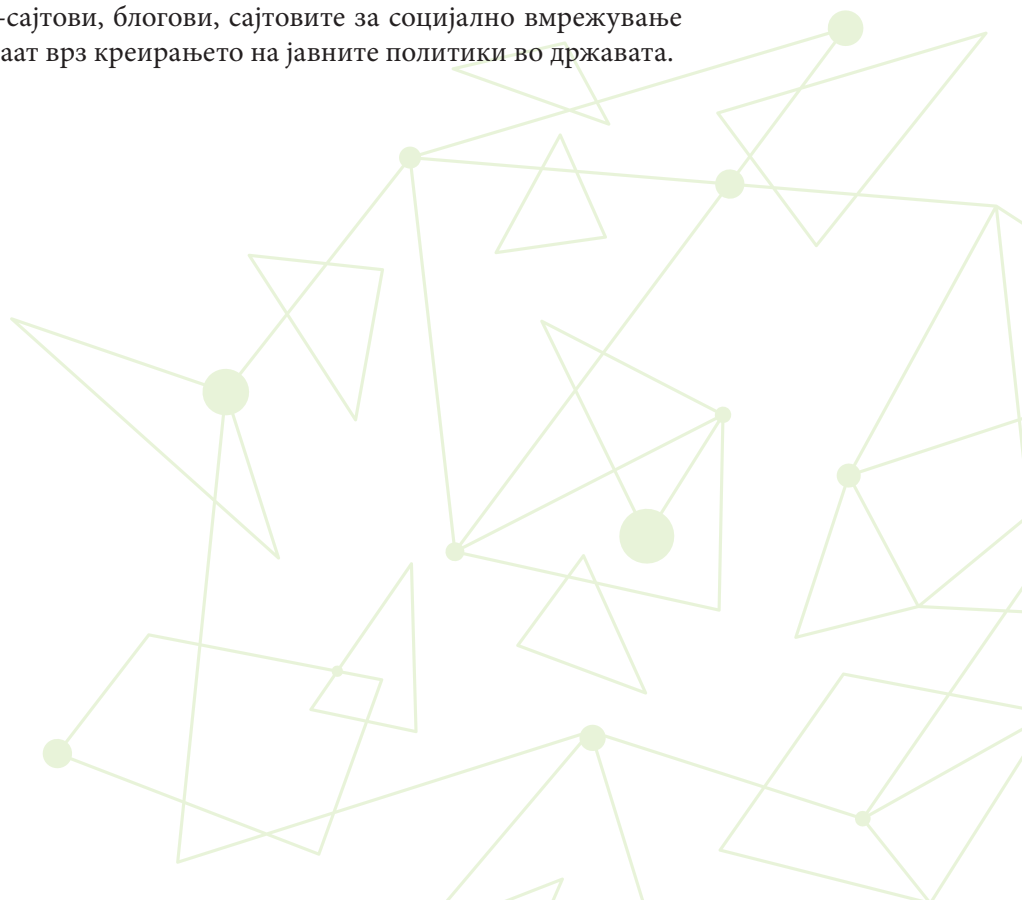 -сајтови, блогови, сајтовите за социјално вмрежување
аат врз креирањето на јавните политики во државата.